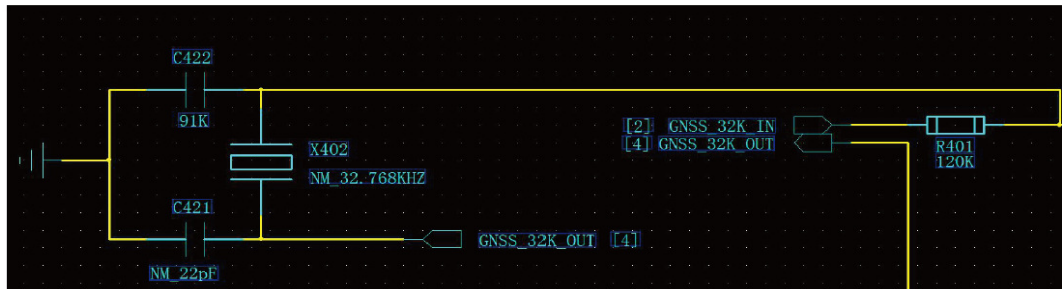 C422
91K
X402
NM_32.768KHZ
[2] GNSS_32K_IN
[4] GNSS_32K_OUT
R401
120K
C421
GNSS_32K_OUT [4]
NM_22pF